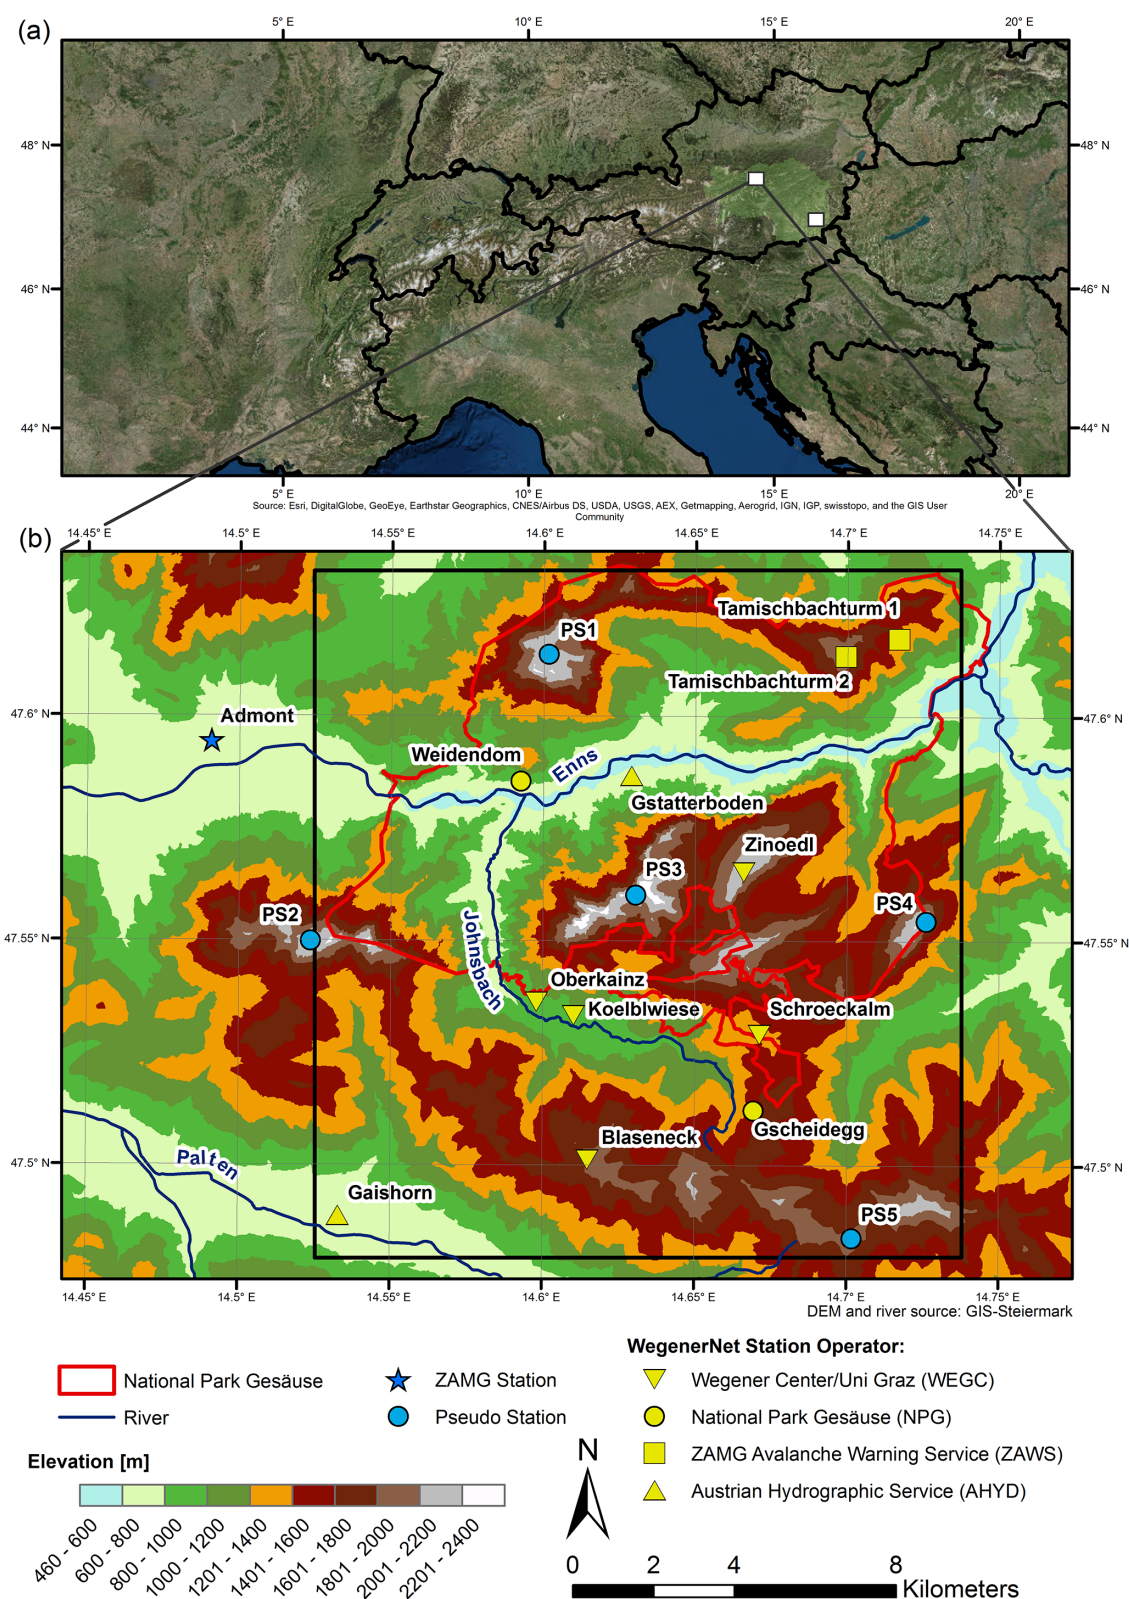 (a)
5° E
10° E
15° E
20° E
48° N
48° N
46° N
46° N
44° N
44° N
5° E
10° E
15° E
20° E
Source: Esri, DigitalGlobe, GeoEye, Earthstar Geographics, CNES/Airbus DS, USDA, USGS, AEX, Getmapping, Aerogrid, IGN, IGP, swisstopo, and the GIS User
Community
(b)
14.45° E
14.5° E
14.55° E
14.6° E
14.65° E
14.7° E
14.75° E
Tamischbachturm 1
PS1
Tamischbachturm 2
47.6°
Admont
47.6° N
Weidendom
Enns
Gstatterboden
Zinoedl
PS3
PS2
PS4
47.55°
47.55° N
Johnsbach
Oberkainz
Koelblwiese
Schroeckalm
Gscheidegg
Blaseneck
47.5°
47.5° N
Palten
Gaishorn
PS5
14.45° E
14.5° E
14.55° E
14.6° E
14.65° E
14.7° E
14.75° E
DEM and river source: GIS-Steiermark
WegenerNet Station Operator:
National Park Gesäuse
ZAMG Station
Wegener Center/Uni Graz (WEGC)
River
Pseudo Station
National Park Gesäuse (NPG)
ZAMG Avalanche Warning Service (ZAWS)
Austrian Hydrographic Service (AHYD)
Elevation [m]
460 - 600
600 - 800
800 - 1000
1000 - 1200
1201 - 1400
1401 - 1600
1601 - 1800
1801 - 2000
2001 - 2200
2201 - 2400
N
0 2 4 8
Kilometers